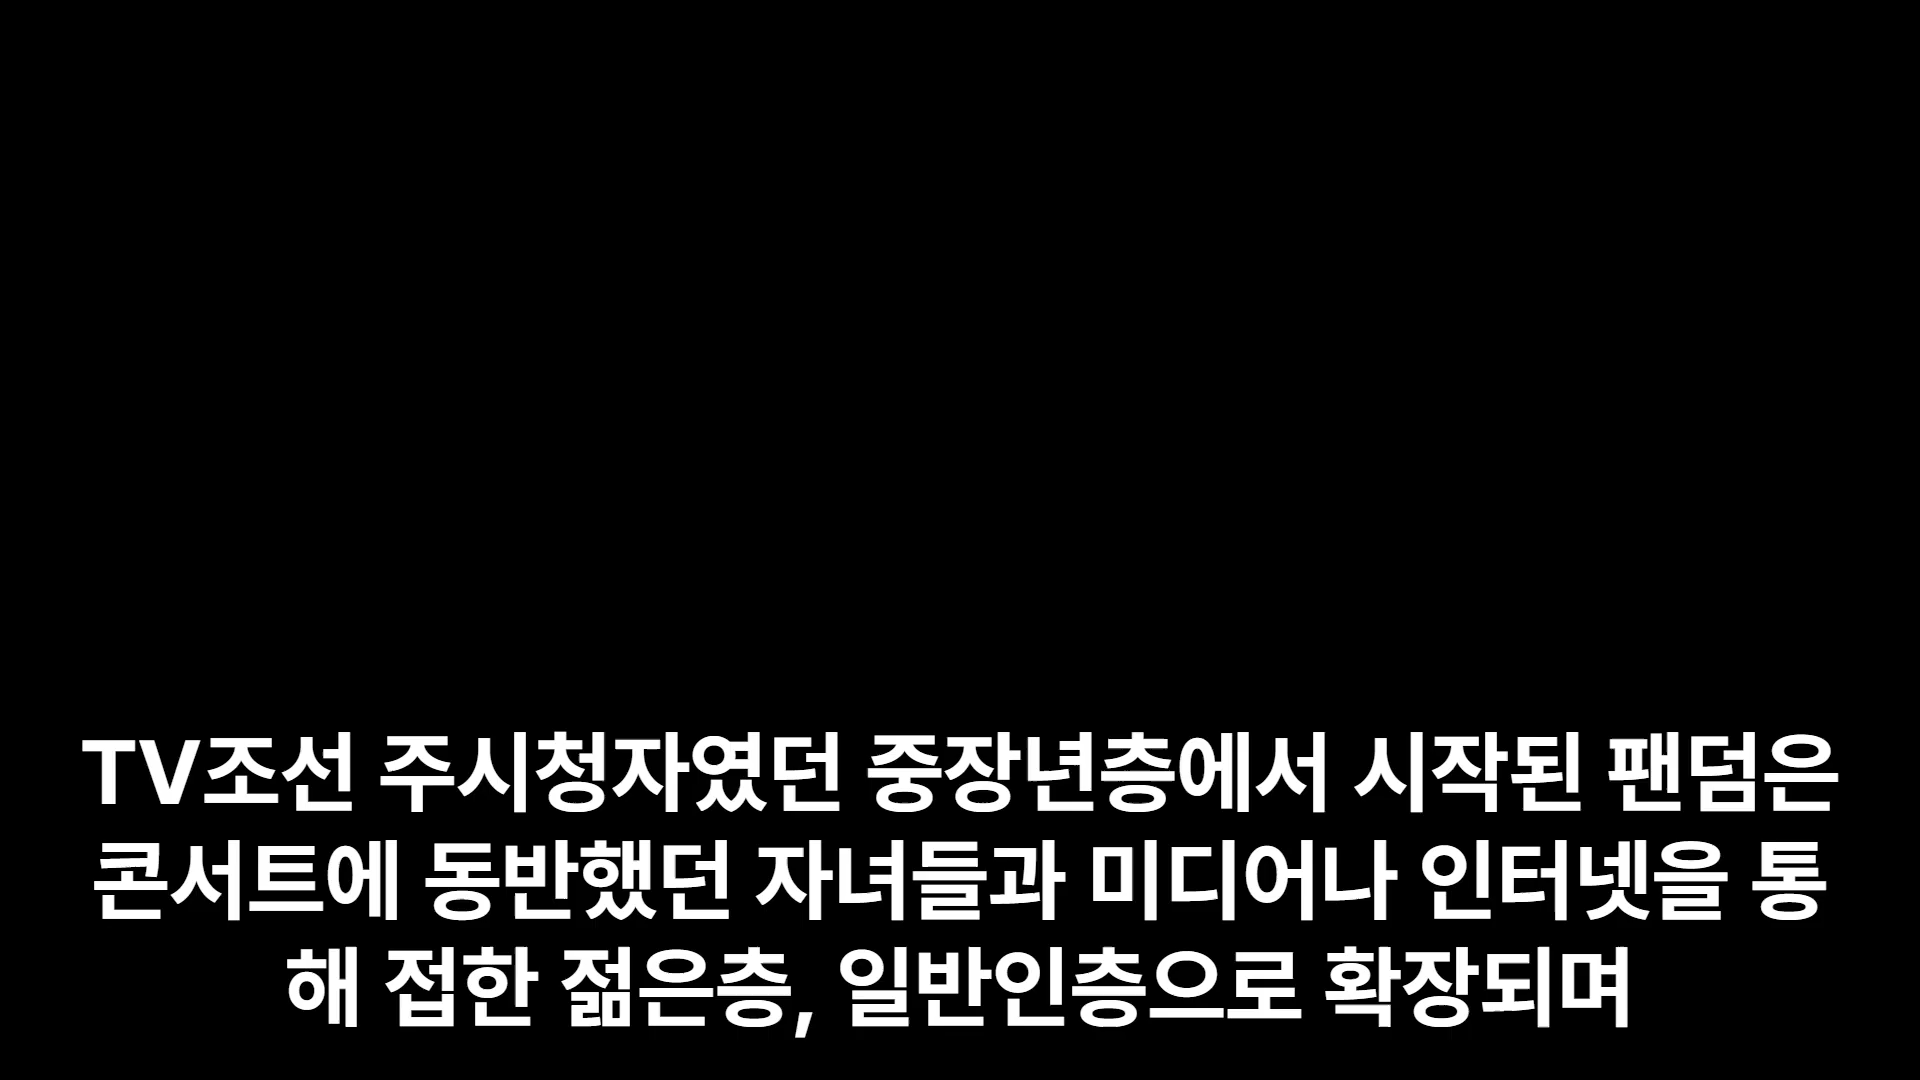 TV조선 주시청자였던 중장년층에서 시작된 팬덤은
콘서트에 동반했던 자녀들과 미디어나 인터넷을 통
해 접한 젊은층, 일반인층으로 확장되며